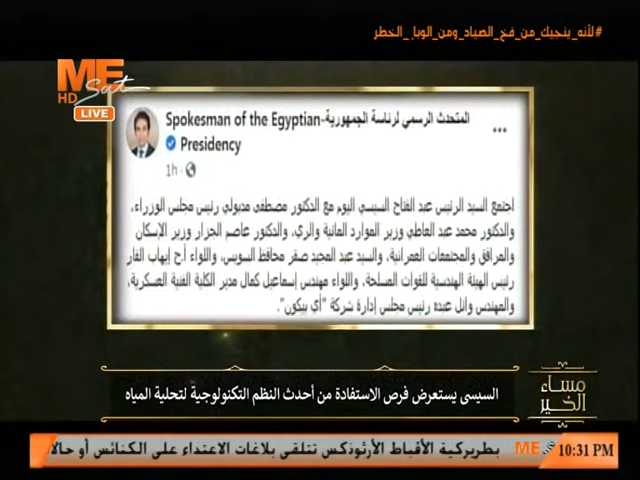 #لأنه_ينجيك_من_فخ_الصياد_ومن_الوبا_الخطر
ME
Sat
HD
LIVE
Spokesman of the Egyptian-المتحدث الرسمي لرئاسة الجمهورية
Presidency
1h
اجتمع السيد الرئيس عبد الفتاح السيسي اليوم مع الدكتور مصطفى مدبولي رئيس مجلس الوزراء،
والدكتور محمد عبد العاطي وزير الموارد المائية والري، والدكتور عاصم الجزار وزير الإسكان
والمرافق والمجتمعات العمرانية، والسيد عبد المجيد صقر محافظ السويس، واللواء أ.ح إيهاب الفار
رئيس الهيئة الهندسية للقوات المسلحة، واللواء مهندس إسماعيل كمال مدير الكلية الفنية العسكرية،
والمهندس وائل عبده رئيس مجلس إدارة شركة "أي بيكون".
السيسى يستعرض فرص الاستفادة من أحدث النظم التكنولوجية لتحلية المياه
مساء
الخير
بطريركية الأقباط الأرثوذكس تتلقى بلاغات الاعتداء على الكنائس أو حالا
ME
10:31 PM